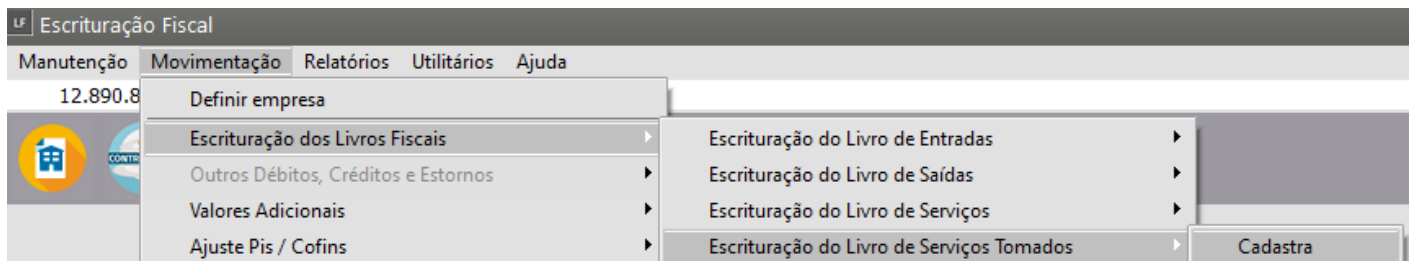 LF Escrituração Fiscal
Manutenção Movimentação Relatórios Utilitários Ajuda
12.890.8
Definir empresa
Escrituração dos Livros Fiscais
Outros Débitos, Créditos e Estornos
Valores Adicionais
Ajuste Pis / Cofins
Escrituração do Livro de Entradas
Escrituração do Livro de Saídas
Escrituração do Livro de Serviços
Escrituração do Livro de Serviços Tomados
Cadastra
CONTR